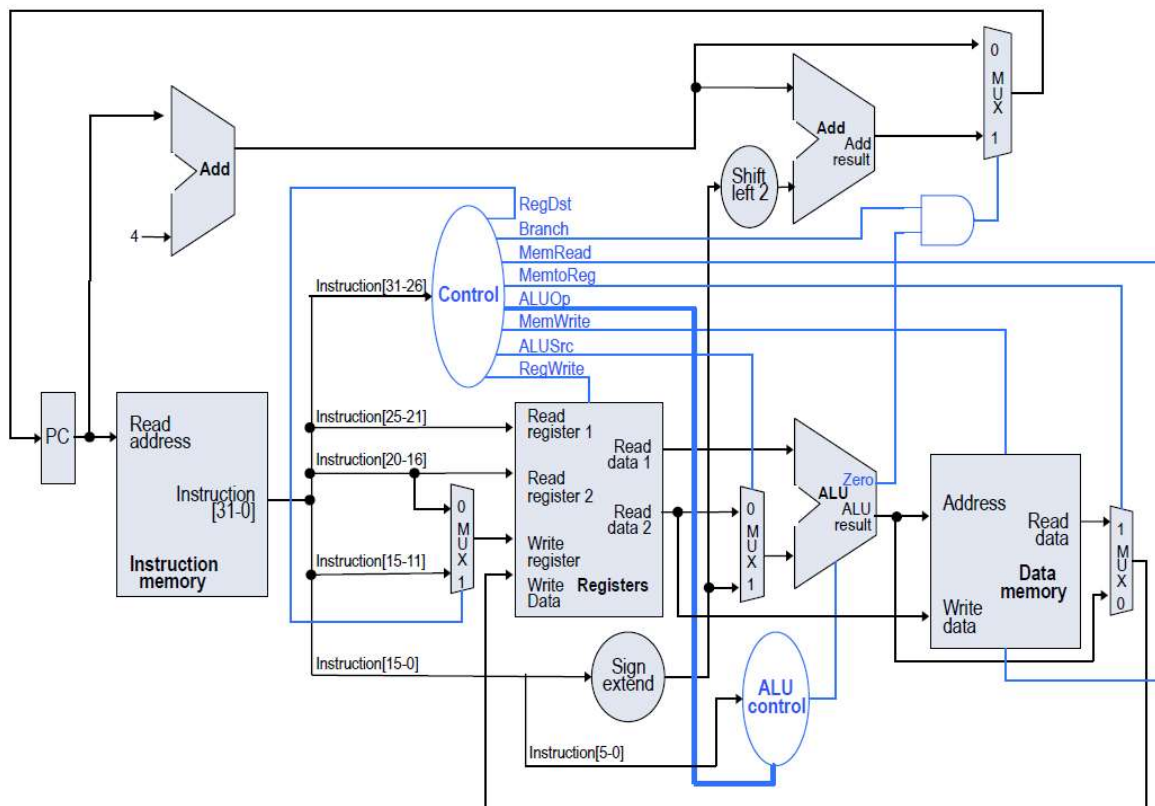 0
MUX
1
Add
Add
Add
result
Shift
left 2
4
RegDst
Branch
MemRead
MemtoReg
ALUOp
MemWrite
ALUSrc
RegWrite
Control
Instruction[31-26]
PC
Read
address
Instruction
[31-0]
Instruction
memory
Instruction[25-21]
Instruction[20-16]
Instruction[15-11]
Instruction[15-0]
Instruction[5-0]
0
MUX
1
Read
register 1
Read
register 2
Write
register
Write
Data
Read
data 1
Read
data 2
Registers
Sign
extend
0
MUX
1
Zero
ALU
ALU
result
ALU
control
Address
Read
data
Data
memory
Write
data
1
MUX
0